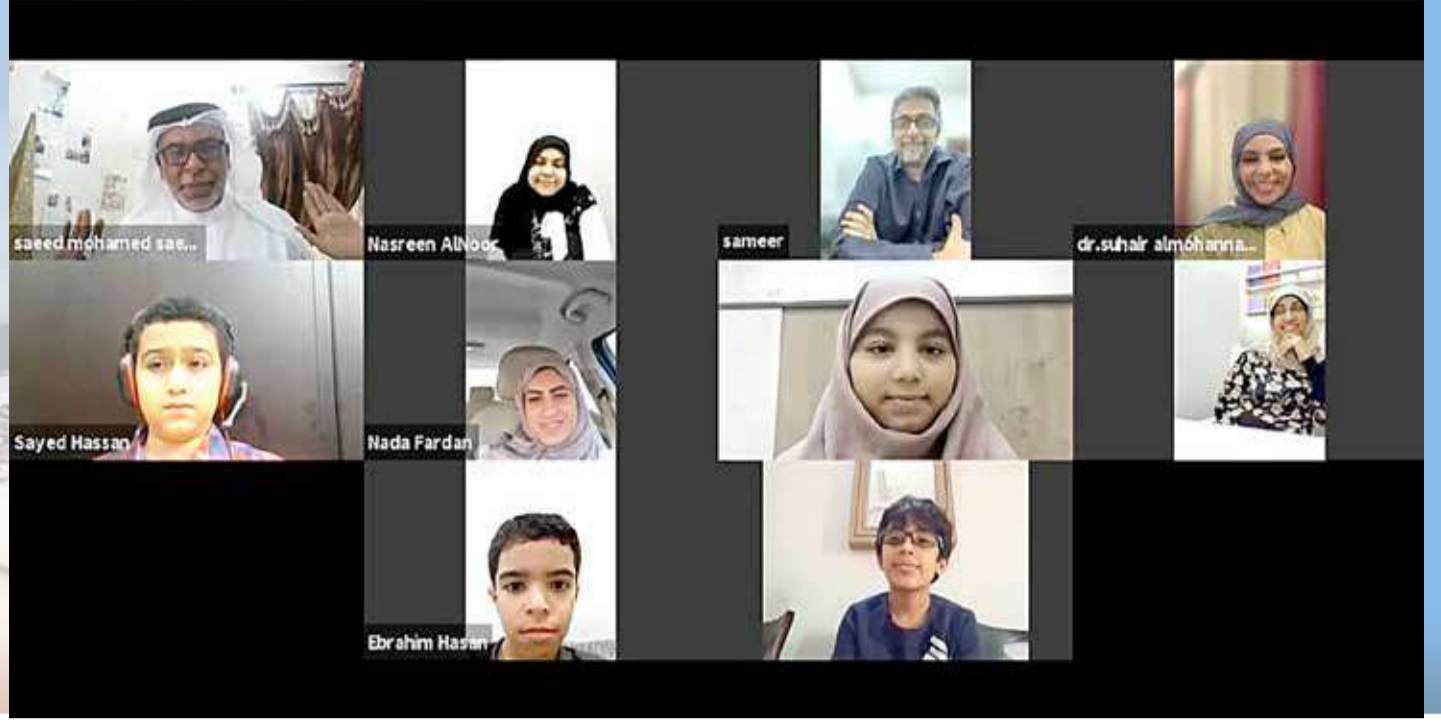 saeed mohamed sae...
Nasreen AlNoor
sameer
dr.suhair almohanna...
Sayed Hassan
Nada Fardan
Ebrahim Hasan